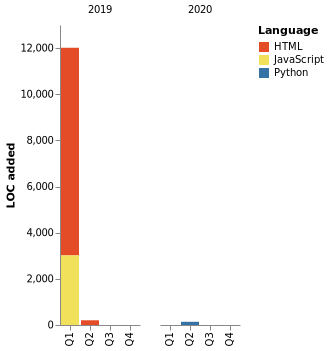 2019
2020
Language
HTML
JavaScript
Python
LOC added
12,000
10,000
8,000
6,000
4,000
2,000
0
Q1
Q2
Q3
Q4
Q1
Q2
Q3
Q4